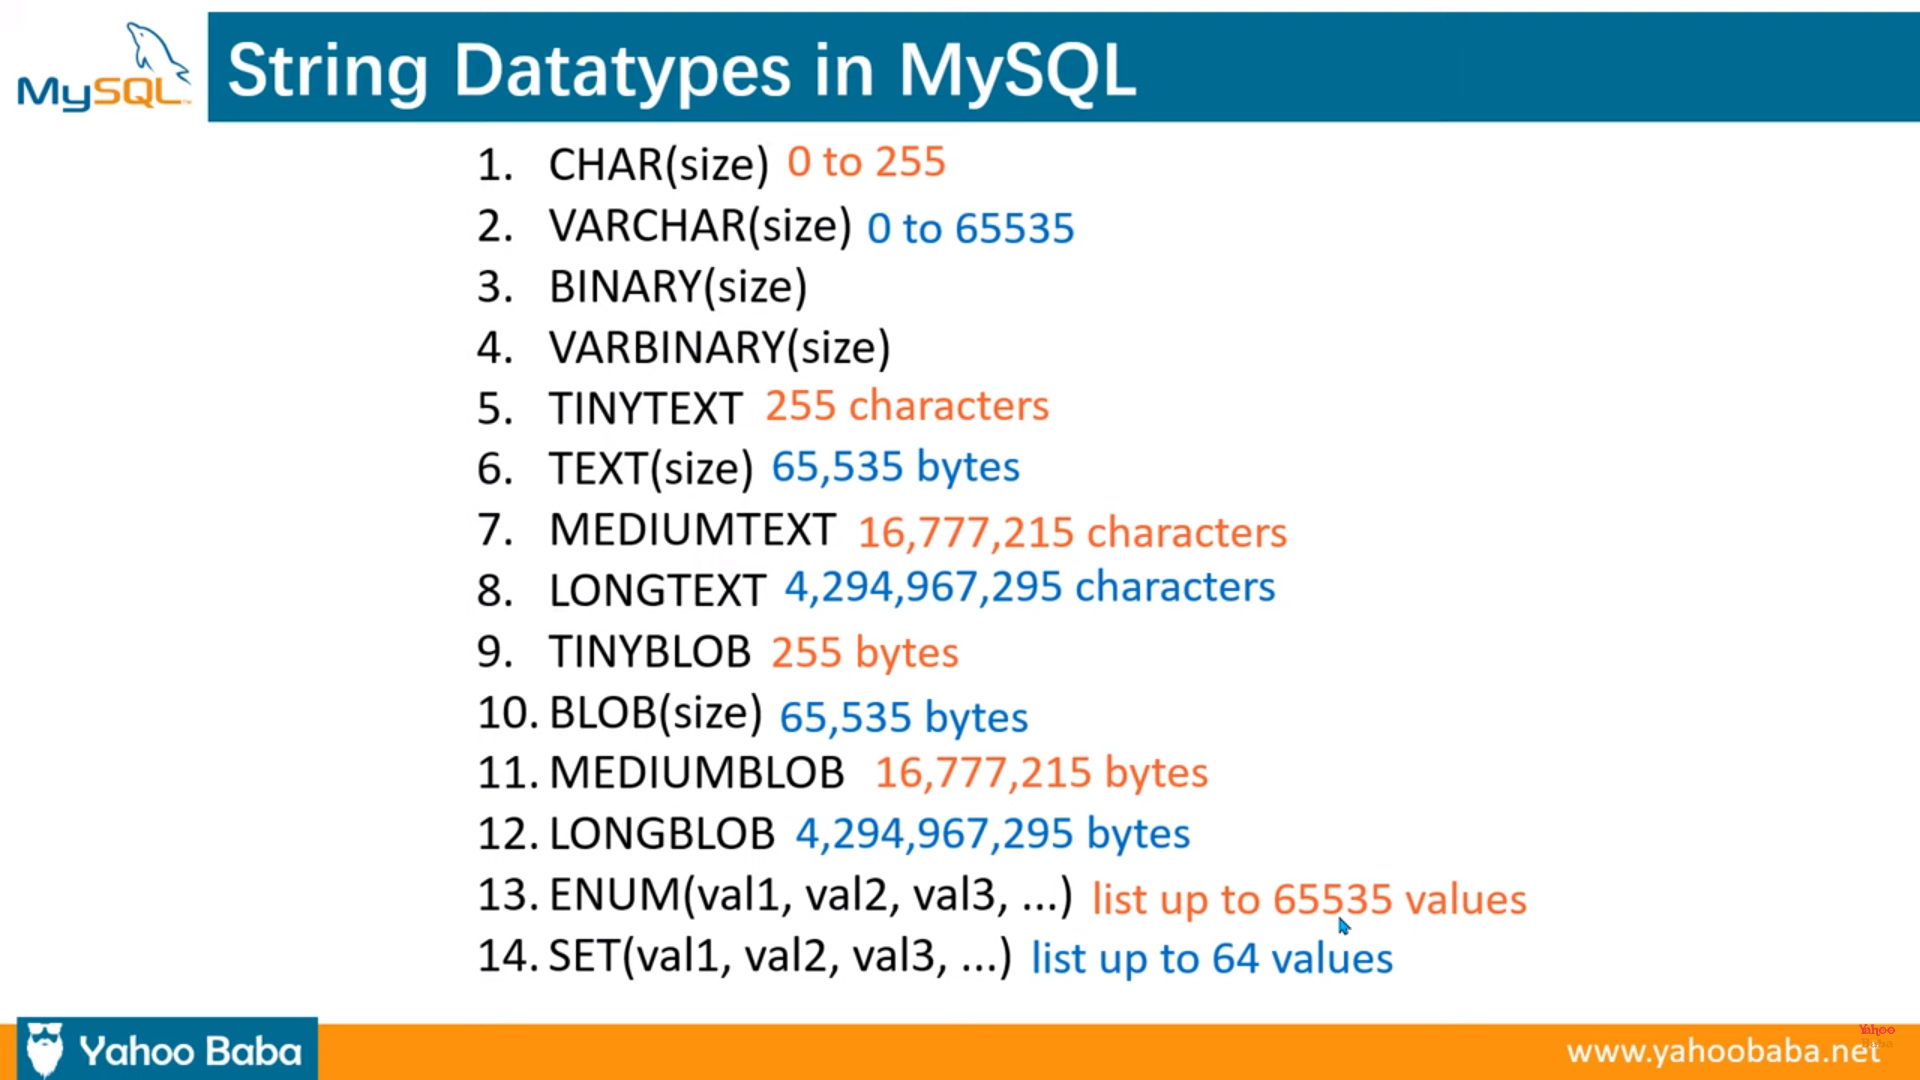 MySQL™
String Datatypes in MySQL
1. CHAR(size) 0 to 255
2. VARCHAR(size) 0 to 65535
3. BINARY(size)
4. VARBINARY(size)
5. TINYTEXT 255 characters
6. TEXT(size) 65,535 bytes
7. MEDIUMTEXT 16,777,215 characters
8. LONGTEXT 4,294,967,295 characters
9. TINYBLOB 255 bytes
10. BLOB(size) 65,535 bytes
11. MEDIUMBLOB 16,777,215 bytes
12. LONGBLOB 4,294,967,295 bytes
13. ENUM(val1, val2, val3, ...) list up to 65535 values
14. SET(val1, val2, val3, ...) list up to 64 values
Yahoo Baba
Yahoo
Baba
www.yahoobaba.net